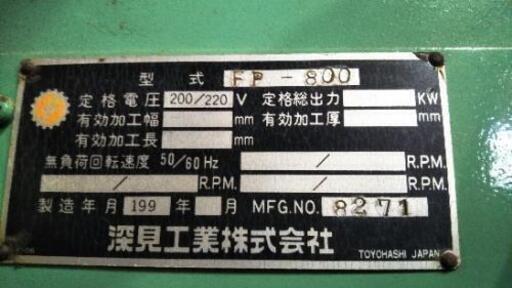 型式 FP-800
定格電圧 200/220 V 定格総出力 KW
有効加工幅 mm 有効加工厚 mm
有効加工長 mm
無負荷回転速度 50/60 Hz / R.P.M.
/ R.P.M. / R.P.M.
製造年月 199 年 月 MFG.NO. 8271
深見工業株式会社
TOYOHASHI JAPAN